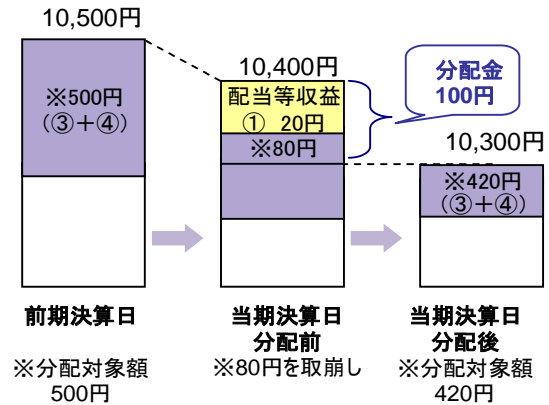 10,500円
※500円
(③+④)
10,400円
配当等収益
① 20円
※80円
分配金
100円
10,300円
※420円
(③+④)
前期決算日
※分配対象額
500円
当期決算日
分配前
※80円を取崩し
当期決算日
分配後
※分配対象額
420円